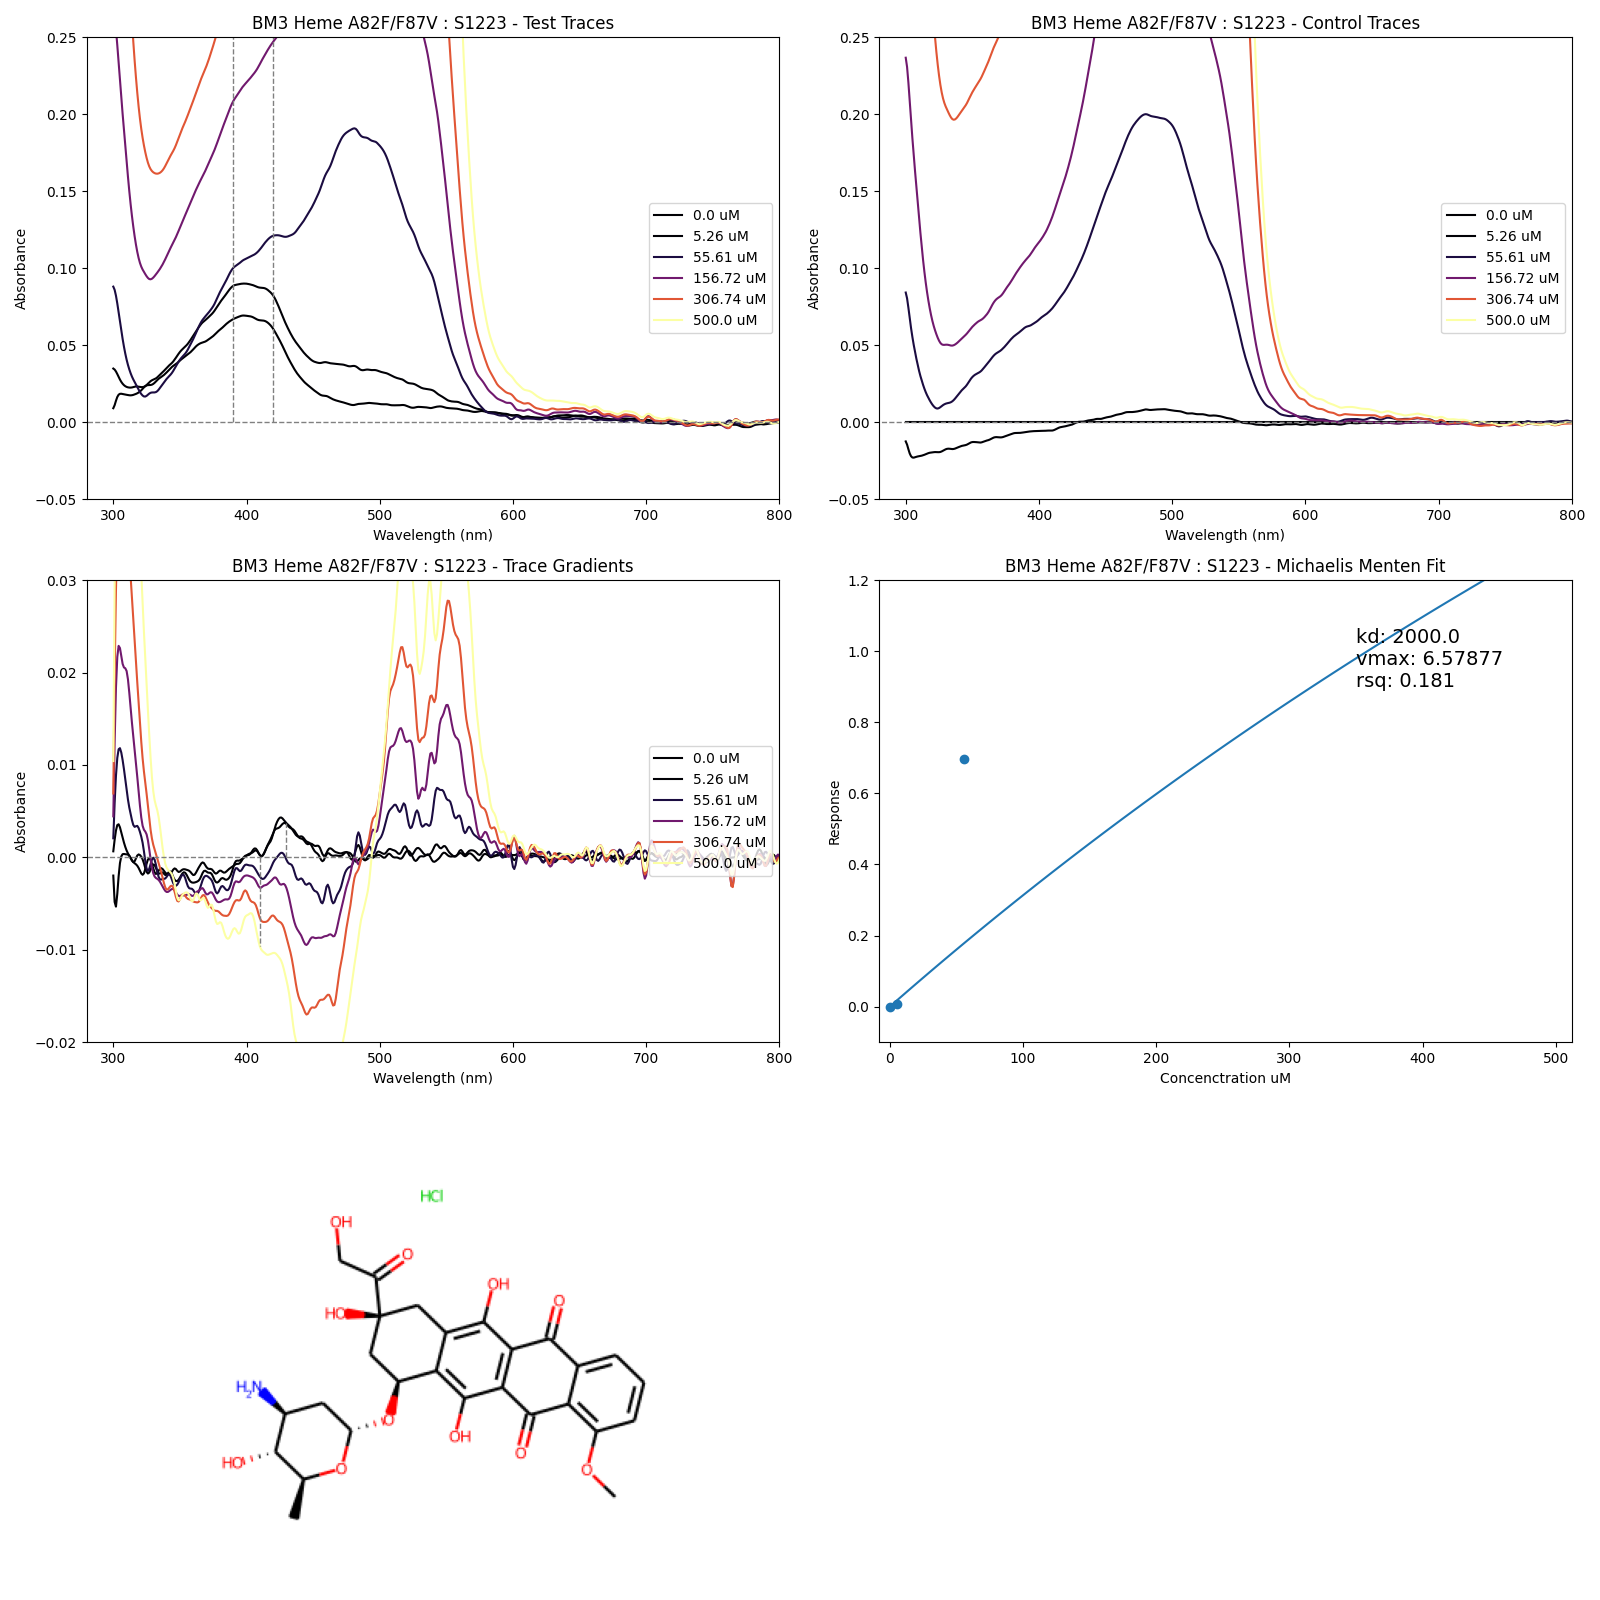 BM3 Heme A82F/F87V : S1223 - Test Traces
0.25
0.20
0.15
0.10
0.05
0.00
−0.05
Absorbance
0.0 uM
5.26 uM
55.61 uM
156.72 uM
306.74 uM
500.0 uM
300 400 500 600 700 800
Wavelength (nm)
BM3 Heme A82F/F87V : S1223 - Control Traces
0.25
0.20
0.15
0.10
0.05
0.00
−0.05
Absorbance
0.0 uM
5.26 uM
55.61 uM
156.72 uM
306.74 uM
500.0 uM
300 400 500 600 700 800
Wavelength (nm)
BM3 Heme A82F/F87V : S1223 - Trace Gradients
0.03
0.02
0.01
0.00
−0.01
−0.02
Absorbance
0.0 uM
5.26 uM
55.61 uM
156.72 uM
306.74 uM
500.0 uM
300 400 500 600 700 800
Wavelength (nm)
BM3 Heme A82F/F87V : S1223 - Michaelis Menten Fit
1.2
1.0
0.8
0.6
0.4
0.2
0.0
Response
kd: 2000.0
vmax: 6.57877
rsq: 0.181
0 100 200 300 400 500
Concenctration uM
HCl
OH
O
OH
O
HO
H2N
O
OH
O
HO
O
O